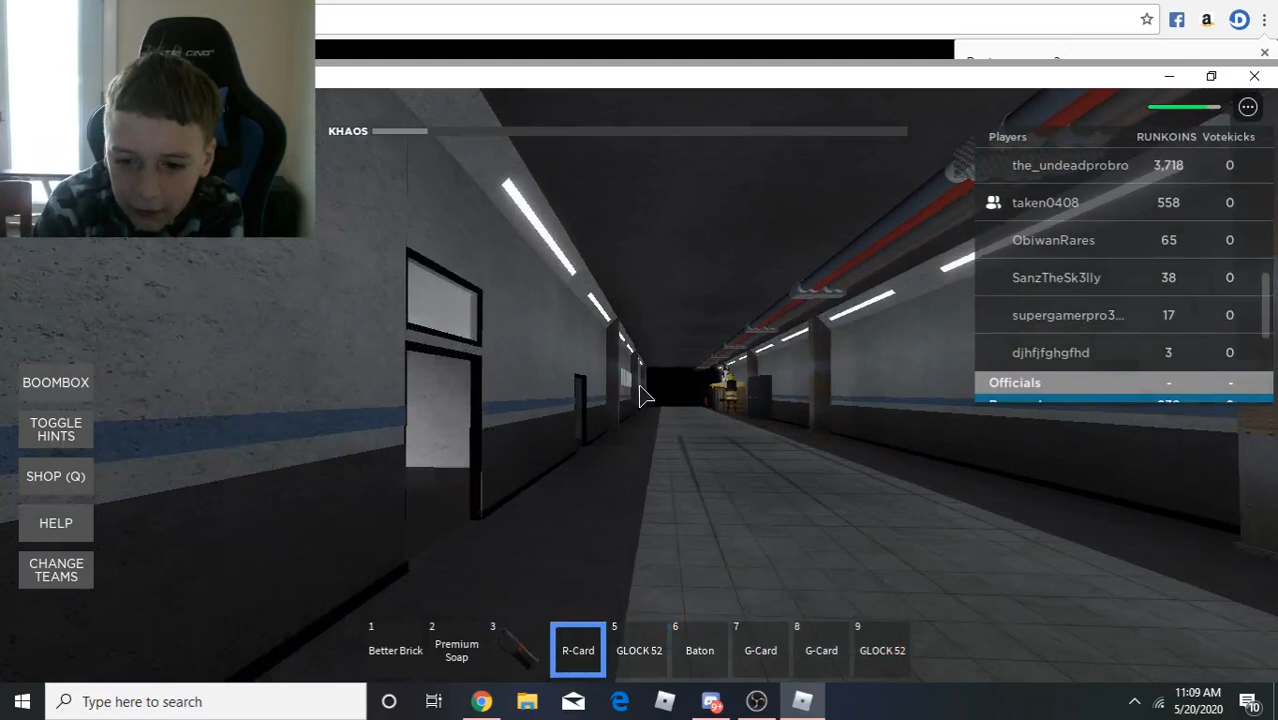 KHAOS
Players RUNKOINS Votekicks
the_undeadprobro 3,718 0
taken0408 558 0
ObiwanRares 65 0
SanzTheSk3lly 38 0
supergamerpro3... 17 0
djhfjfghgfhd 3 0
Officials - -
BOOMBOX
TOGGLE
HINTS
SHOP (Q)
HELP
CHANGE
TEAMS
1 2 3 5 6 7 8 9
Better Brick Premium Soap R-Card GLOCK 52 Baton G-Card G-Card GLOCK 52
Type here to search
9+
11:09 AM
5/20/2020
10